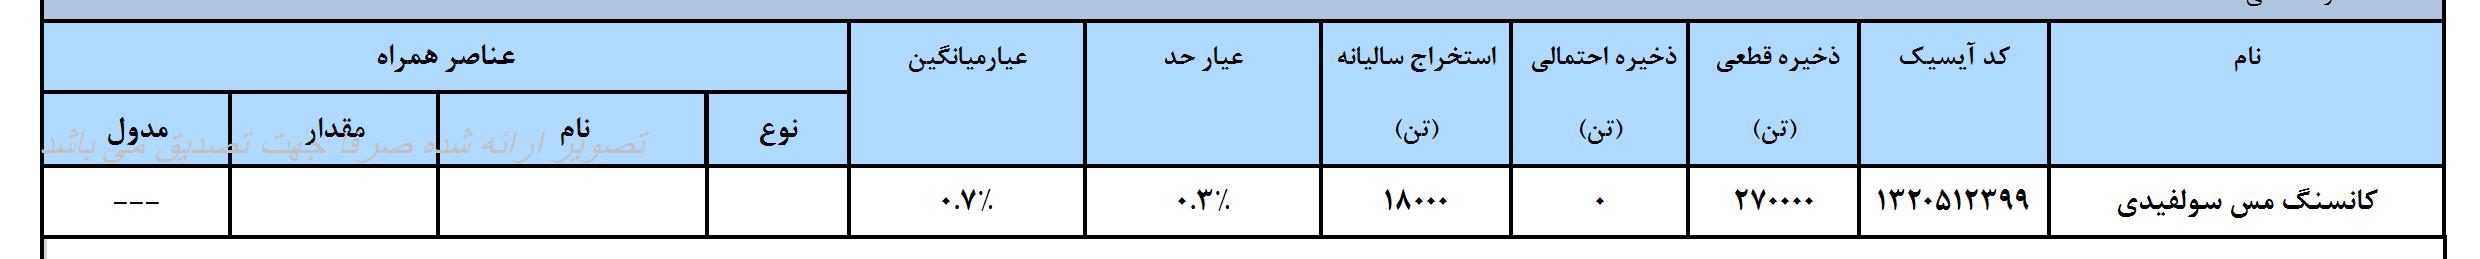 نام	کد آیسیک	ذخیره قطعی (تن)	ذخیره احتمالی (تن)	استخراج سالیانه (تن)	عیار حد	عیارمیانگین	عناصر همراه
نوع	نام	مقدار	مدول
تصویر ارائه شده صرفا جهت تصدیق می باشد
کانسنگ مس سولفیدی	۱۳۲۰۵۱۲۳۹۹	۲۷۰۰۰۰	۰	۱۸۰۰۰	۰.۳٪	۰.۷٪	---